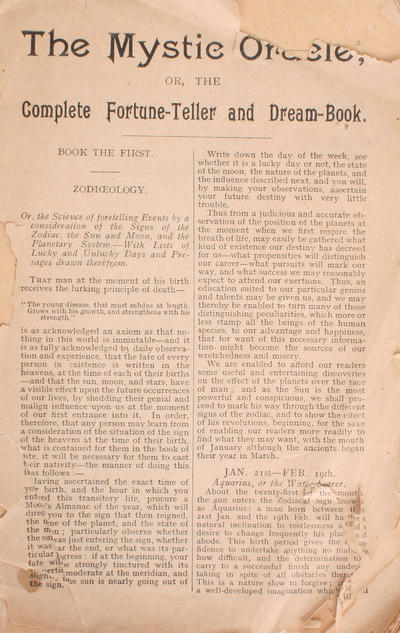 The Mystic Oracle,
OR, THE
Complete Fortune-Teller and Dream-Book.
BOOK THE FIRST.
ZODIŒOLOGY.
Or, the Science of foretelling Events by a
consideration of the Signs of the
Zodiac, the Sun and Moon, and the
Planetary System.—With Lists of
Lucky and Unlucky Days and Pre-
sages drawn therefrom.
THAT man at the moment of his birth
receives the lurking principle of death—
"The young disease, that must subdue at length,
Grows with his growth, and strengthens with his
strength,"
is as acknowledged an axiom as that no-
thing in this world is immutable—and it
is as fully acknowledged by daily observa-
tion and experience, that the fate of every
person in existence is written in the
heavens, at the time of each of their births
—and that the sun, moon, and stars, have
a visible effect upon the future occurrences
of our lives, by shedding their genial and
malign influence upon us at the moment
of our first entrance into it. In order,
therefore, that any person may learn from
a consideration of the situation of the sign
of the heavens at the time of their birth,
what is contained for them in the book of
fate, it will be necessary for them to cast
their nativity—the manner of doing this
is as follows :—
Having ascertained the exact time of
your birth, and the hour in which you
entered this transitory life, procure a
Moore's Almanac of the year, which will
direct you to the sign that then reigned,
the name of the planet, and the state of
the moon ; particularly observe whether
the sun was just entering the sign, whether
it was near the end, or what was its par-
ticular progress : if at the beginning, your
fate will be strongly tinctured with its
properties, moderate at the meridian, and
slightly, if the sun is nearly going out of
the sign.
Write down the day of the week, see
whether it is a lucky day or not, the state
of the moon, the nature of the planets, and
the influence described next, and you will,
by making your observations, ascertain
your future destiny with very little
trouble,
Thus from a judicious and accurate ob-
servation of the position of the planets at
the moment when we first respire the
breath of life, may easily be gathered what
kind of existence our destiny has decreed
for us—what propensities will distinguish
our career—what pursuits will mark our
way, and what success we may reasonably
expect to attend our exertions. Thus, an
education suited to our particular genius
and talents may be given us, and we may
thereby be enabled to turn many of those
distinguishing peculiarities, which more or
less stamp all the beings of the human
species, to our advantage and happiness,
that for want of this necessary informa-
tion might become the sources of our
wretchedness and misery.
We are enabled to afford our readers
some useful and entertaining discoveries
on the effect of the planets over the race
of man ; and as the Sun is the most
powerful and conspicuous, we shall pro-
ceed to mark his way through the different
signs of the zodiac, and to show the effect
of his revolutions, beginning, for the sake
of enabling our readers more readily to
find what they may want, with the mouth
of January although the ancients began
their year in March.
JAN. 21st—FEB. 19th.
Aquarius, or the Water-bearer.
About the twenty-first of the month
the sun enters the Zodiacal Sign known
as Aquarius: a man born between
21st Jan. and the 19th Feb. will have a
natural inclination to restlessness and a
desire to change frequently his place of
abode. This birth period gives the con-
fidence to undertake anything no matter
how difficult, and the determination to
carry to a successful finish any under-
taking in spite of all obstacles
This is a nature slow to forgive ;
a well-developed imagination which